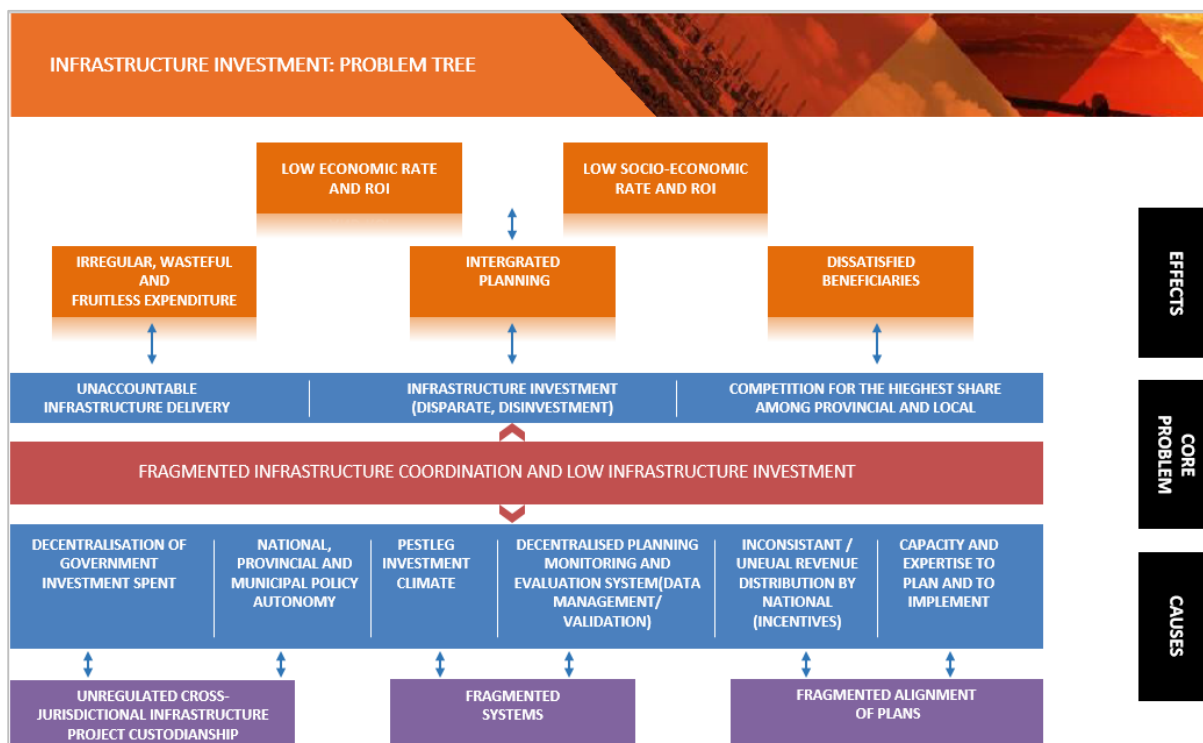 INFRASTRUCTURE INVESTMENT: PROBLEM TREE
LOW ECONOMIC RATE
AND ROI
LOW SOCIO-ECONOMIC
RATE AND ROI
IRREGULAR, WASTEFUL
AND
FRUITLESS EXPENDITURE
INTERGRATED
PLANNING
DISSATISFIED
BENEFICIARIES
EFFECTS
UNACCOUNTABLE
INFRASTRUCTURE DELIVERY
INFRASTRUCTURE INVESTMENT
(DISPARATE, DISINVESTMENT)
COMPETITION FOR THE HIEGHEST SHARE
AMONG PROVINCIAL AND LOCAL
FRAGMENTED INFRASTRUCTURE COORDINATION AND LOW INFRASTRUCTURE INVESTMENT
CORE
PROBLEM
DECENTRALISATION OF
GOVERNMENT
INVESTMENT SPENT
NATIONAL,
PROVINCIAL AND
MUNICIPAL POLICY
AUTONOMY
PESTLEG
INVESTMENT
CLIMATE
DECENTRALISED PLANNING
MONITORING AND
EVALUATION SYSTEM(DATA
MANAGEMENT/
VALIDATION)
INCONSISTANT /
UNEUAL REVENUE
DISTRIBUTION BY
NATIONAL
(INCENTIVES)
CAPACITY AND
EXPERTISE TO
PLAN AND TO
IMPLEMENT
CAUSES
UNREGULATED CROSS-
JURISDICTIONAL INFRASTRUCTURE
PROJECT CUSTODIANSHIP
FRAGMENTED
SYSTEMS
FRAGMENTED ALIGNMENT
OF PLANS